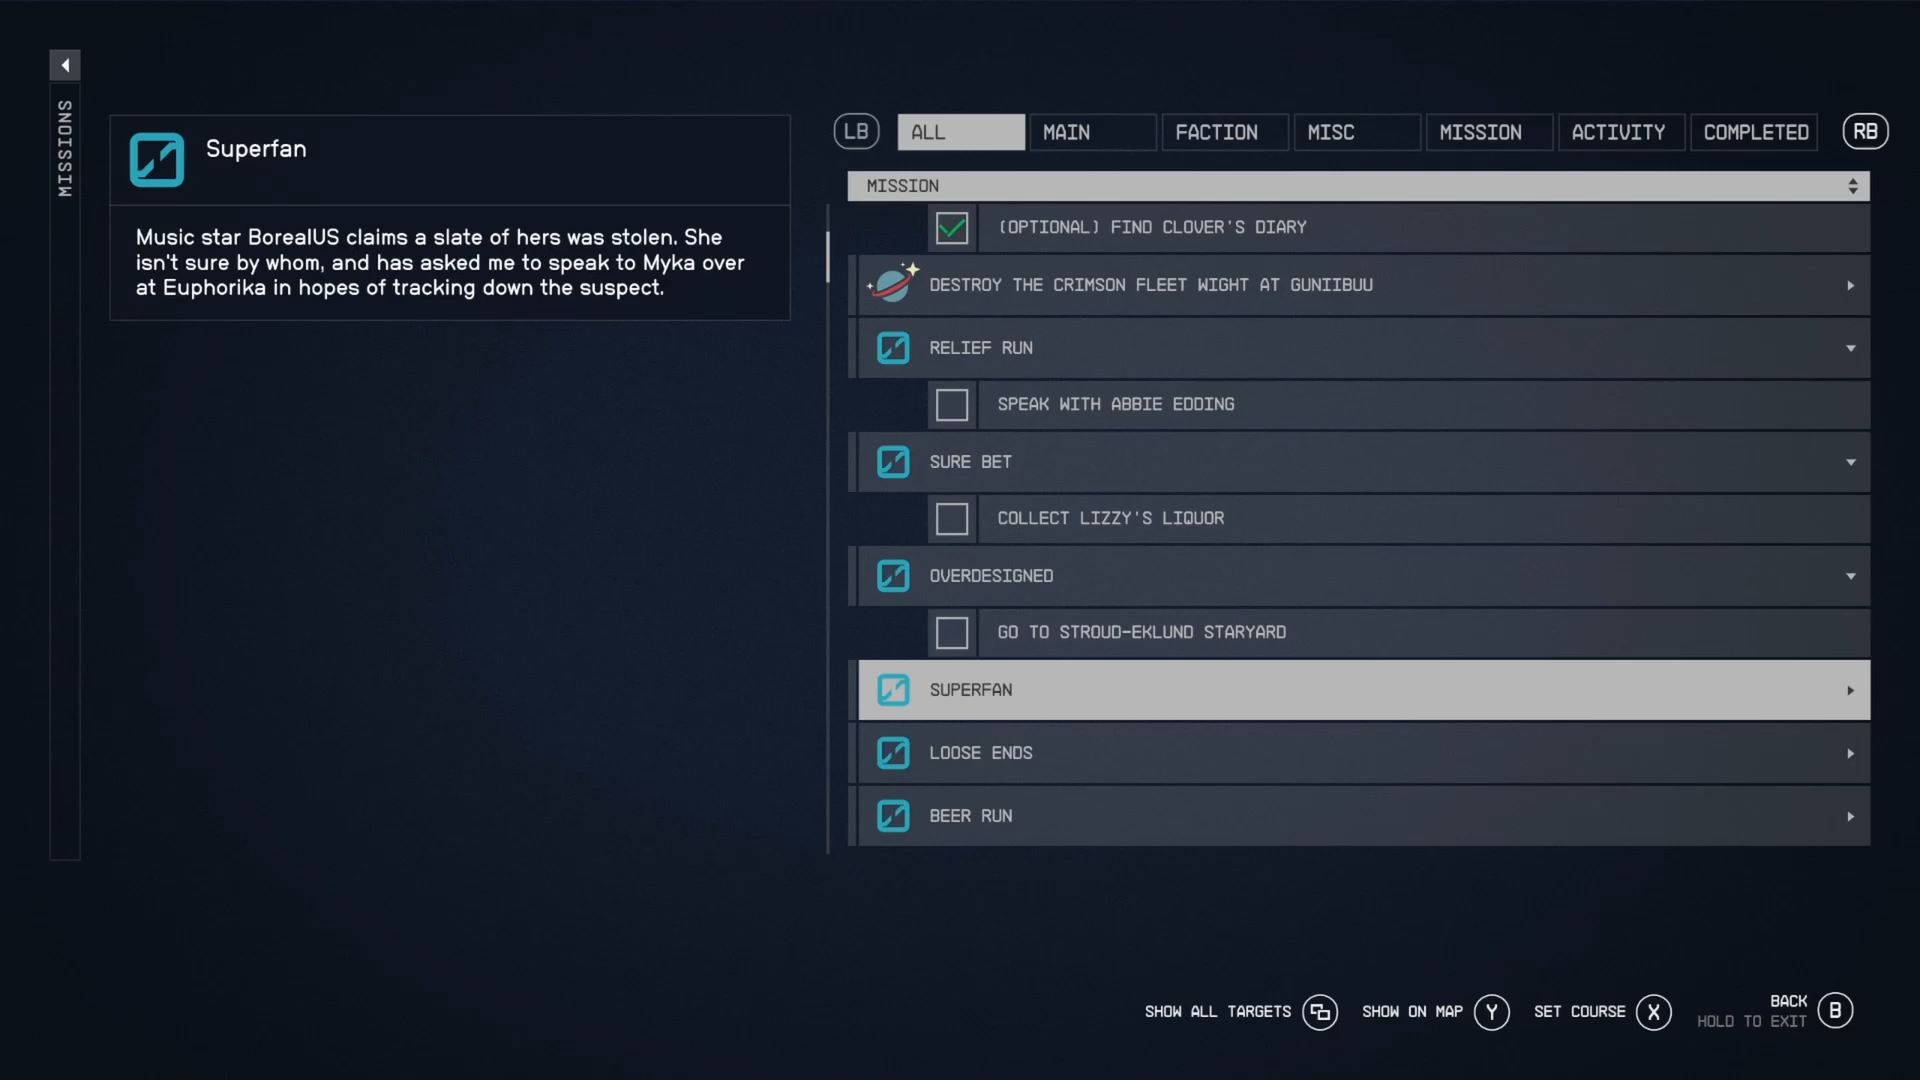 MISSIONS
Superfan
Music star BorealUS claims a slate of hers was stolen. She
isn't sure by whom, and has asked me to speak to Myka over
at Euphorika in hopes of tracking down the suspect.
LB ALL MAIN FACTION MISC MISSION ACTIVITY COMPLETED RB
MISSION
(OPTIONAL) FIND CLOVER'S DIARY
DESTROY THE CRIMSON FLEET WIGHT AT GUNIIBUU
RELIEF RUN
SPEAK WITH ABBIE EDDING
SURE BET
COLLECT LIZZY'S LIQUOR
OVERDESIGNED
GO TO STROUD-EKLUND STARYARD
SUPERFAN
LOOSE ENDS
BEER RUN
SHOW ALL TARGETS SHOW ON MAP Y SET COURSE X BACK B
HOLD TO EXIT